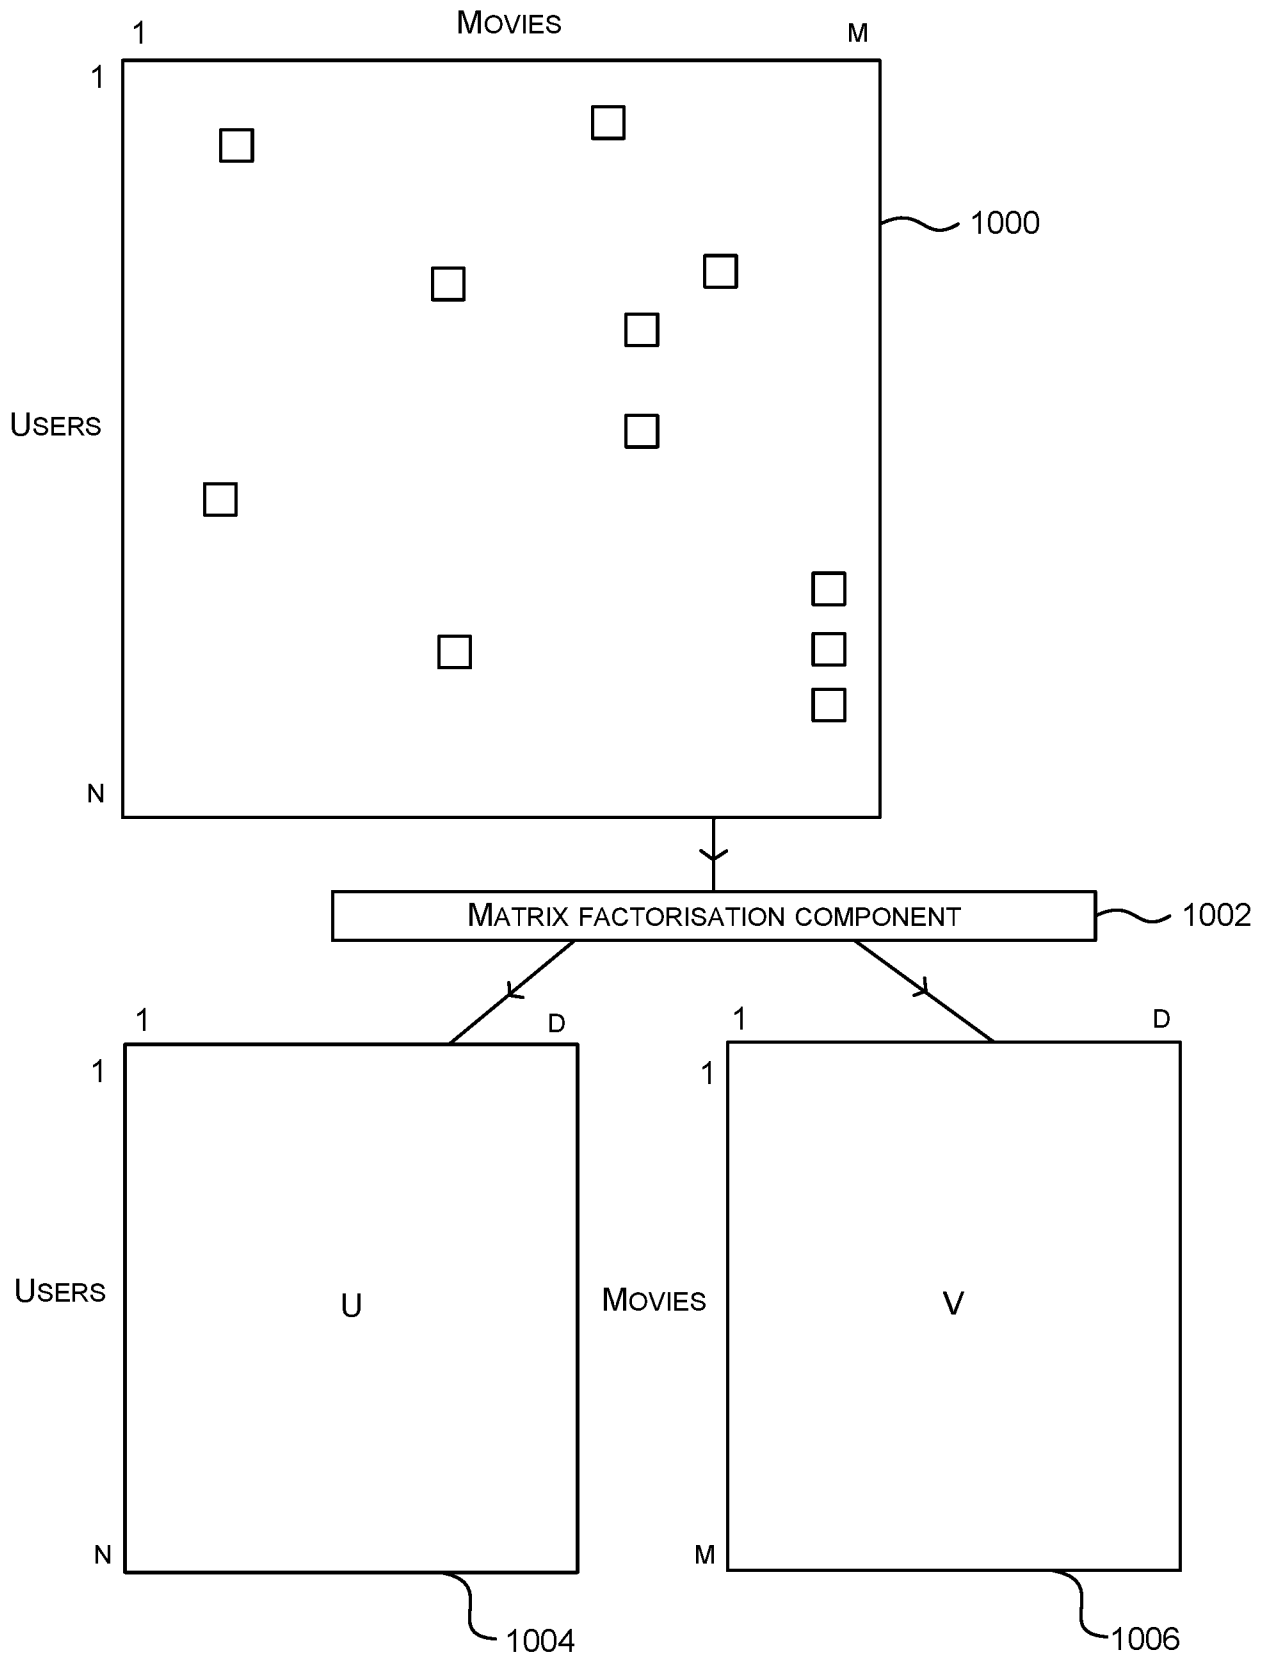 1 MOVIES M
1
1000
USERS
N
MATRIX FACTORISATION COMPONENT 1002
1 D
1
USERS
U
N
1004
1 D
1
MOVIES
V
M
1006